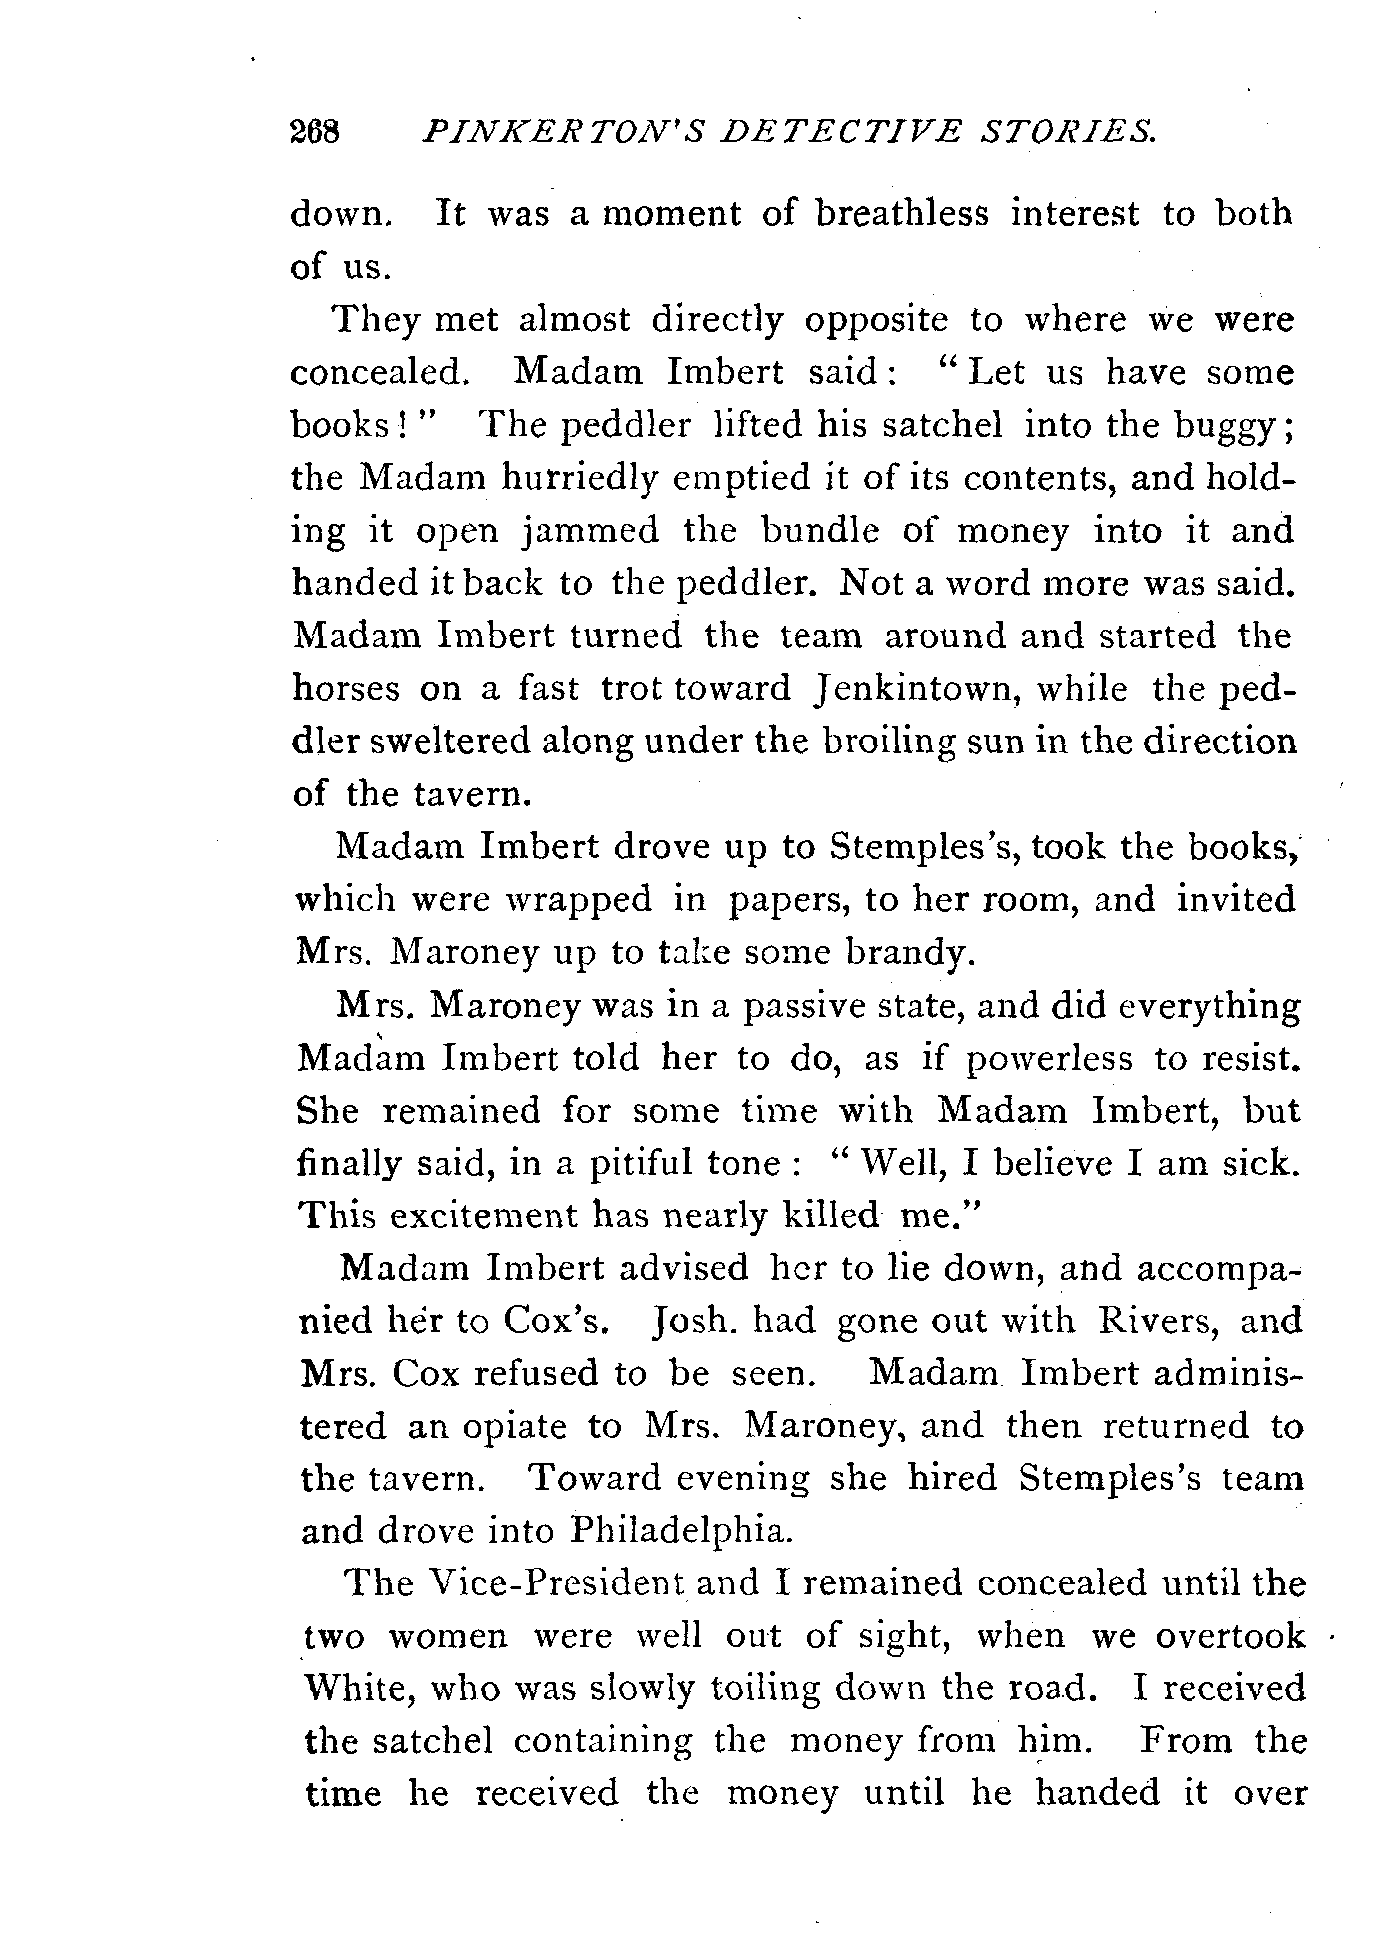 268 PINKERTON'S DETECTIVE STORIES.
down. It was a moment of breathless interest to both
of us.
They met almost directly opposite to where we were
concealed. Madam Imbert said: "Let us have some
books!" The peddler lifted his satchel into the buggy;
the Madam hurriedly emptied it of its contents, and hold-
ing it open jammed the bundle of money into it and
handed it back to the peddler. Not a word more was said.
Madam Imbert turned the team around and started the
horses on a fast trot toward Jenkintown, while the ped-
dler sweltered along under the broiling sun in the direction
of the tavern.
Madam Imbert drove up to Stemples's, took the books,
which were wrapped in papers, to her room, and invited
Mrs. Maroney up to take some brandy.
Mrs. Maroney was in a passive state, and did everything
Madam Imbert told her to do, as if powerless to resist.
She remained for some time with Madam Imbert, but
finally said, in a pitiful tone: "Well, I believe I am sick.
This excitement has nearly killed me."
Madam Imbert advised her to lie down, and accompa-
nied her to Cox's. Josh. had gone out with Rivers, and
Mrs. Cox refused to be seen. Madam Imbert adminis-
tered an opiate to Mrs. Maroney, and then returned to
the tavern. Toward evening she hired Stemples's team
and drove into Philadelphia.
The Vice-President and I remained concealed until the
two women were well out of sight, when we overtook
White, who was slowly toiling down the road. I received
the satchel containing the money from him. From the
time he received the money until he handed it over